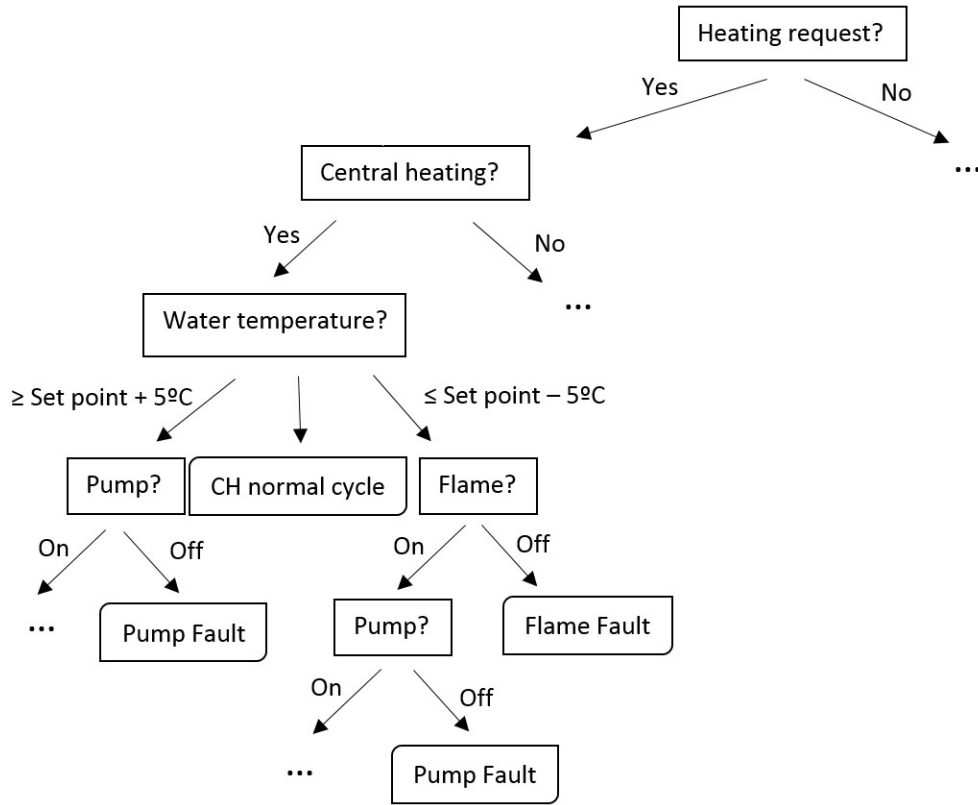 Heating request?
Yes
No
...
Central heating?
Yes
No
...
Water temperature?
≥ Set point + 5ºC
≤ Set point – 5ºC
Pump?
CH normal cycle
Flame?
On
Off
On
Off
...
Pump Fault
Pump?
Flame Fault
On
Off
...
Pump Fault